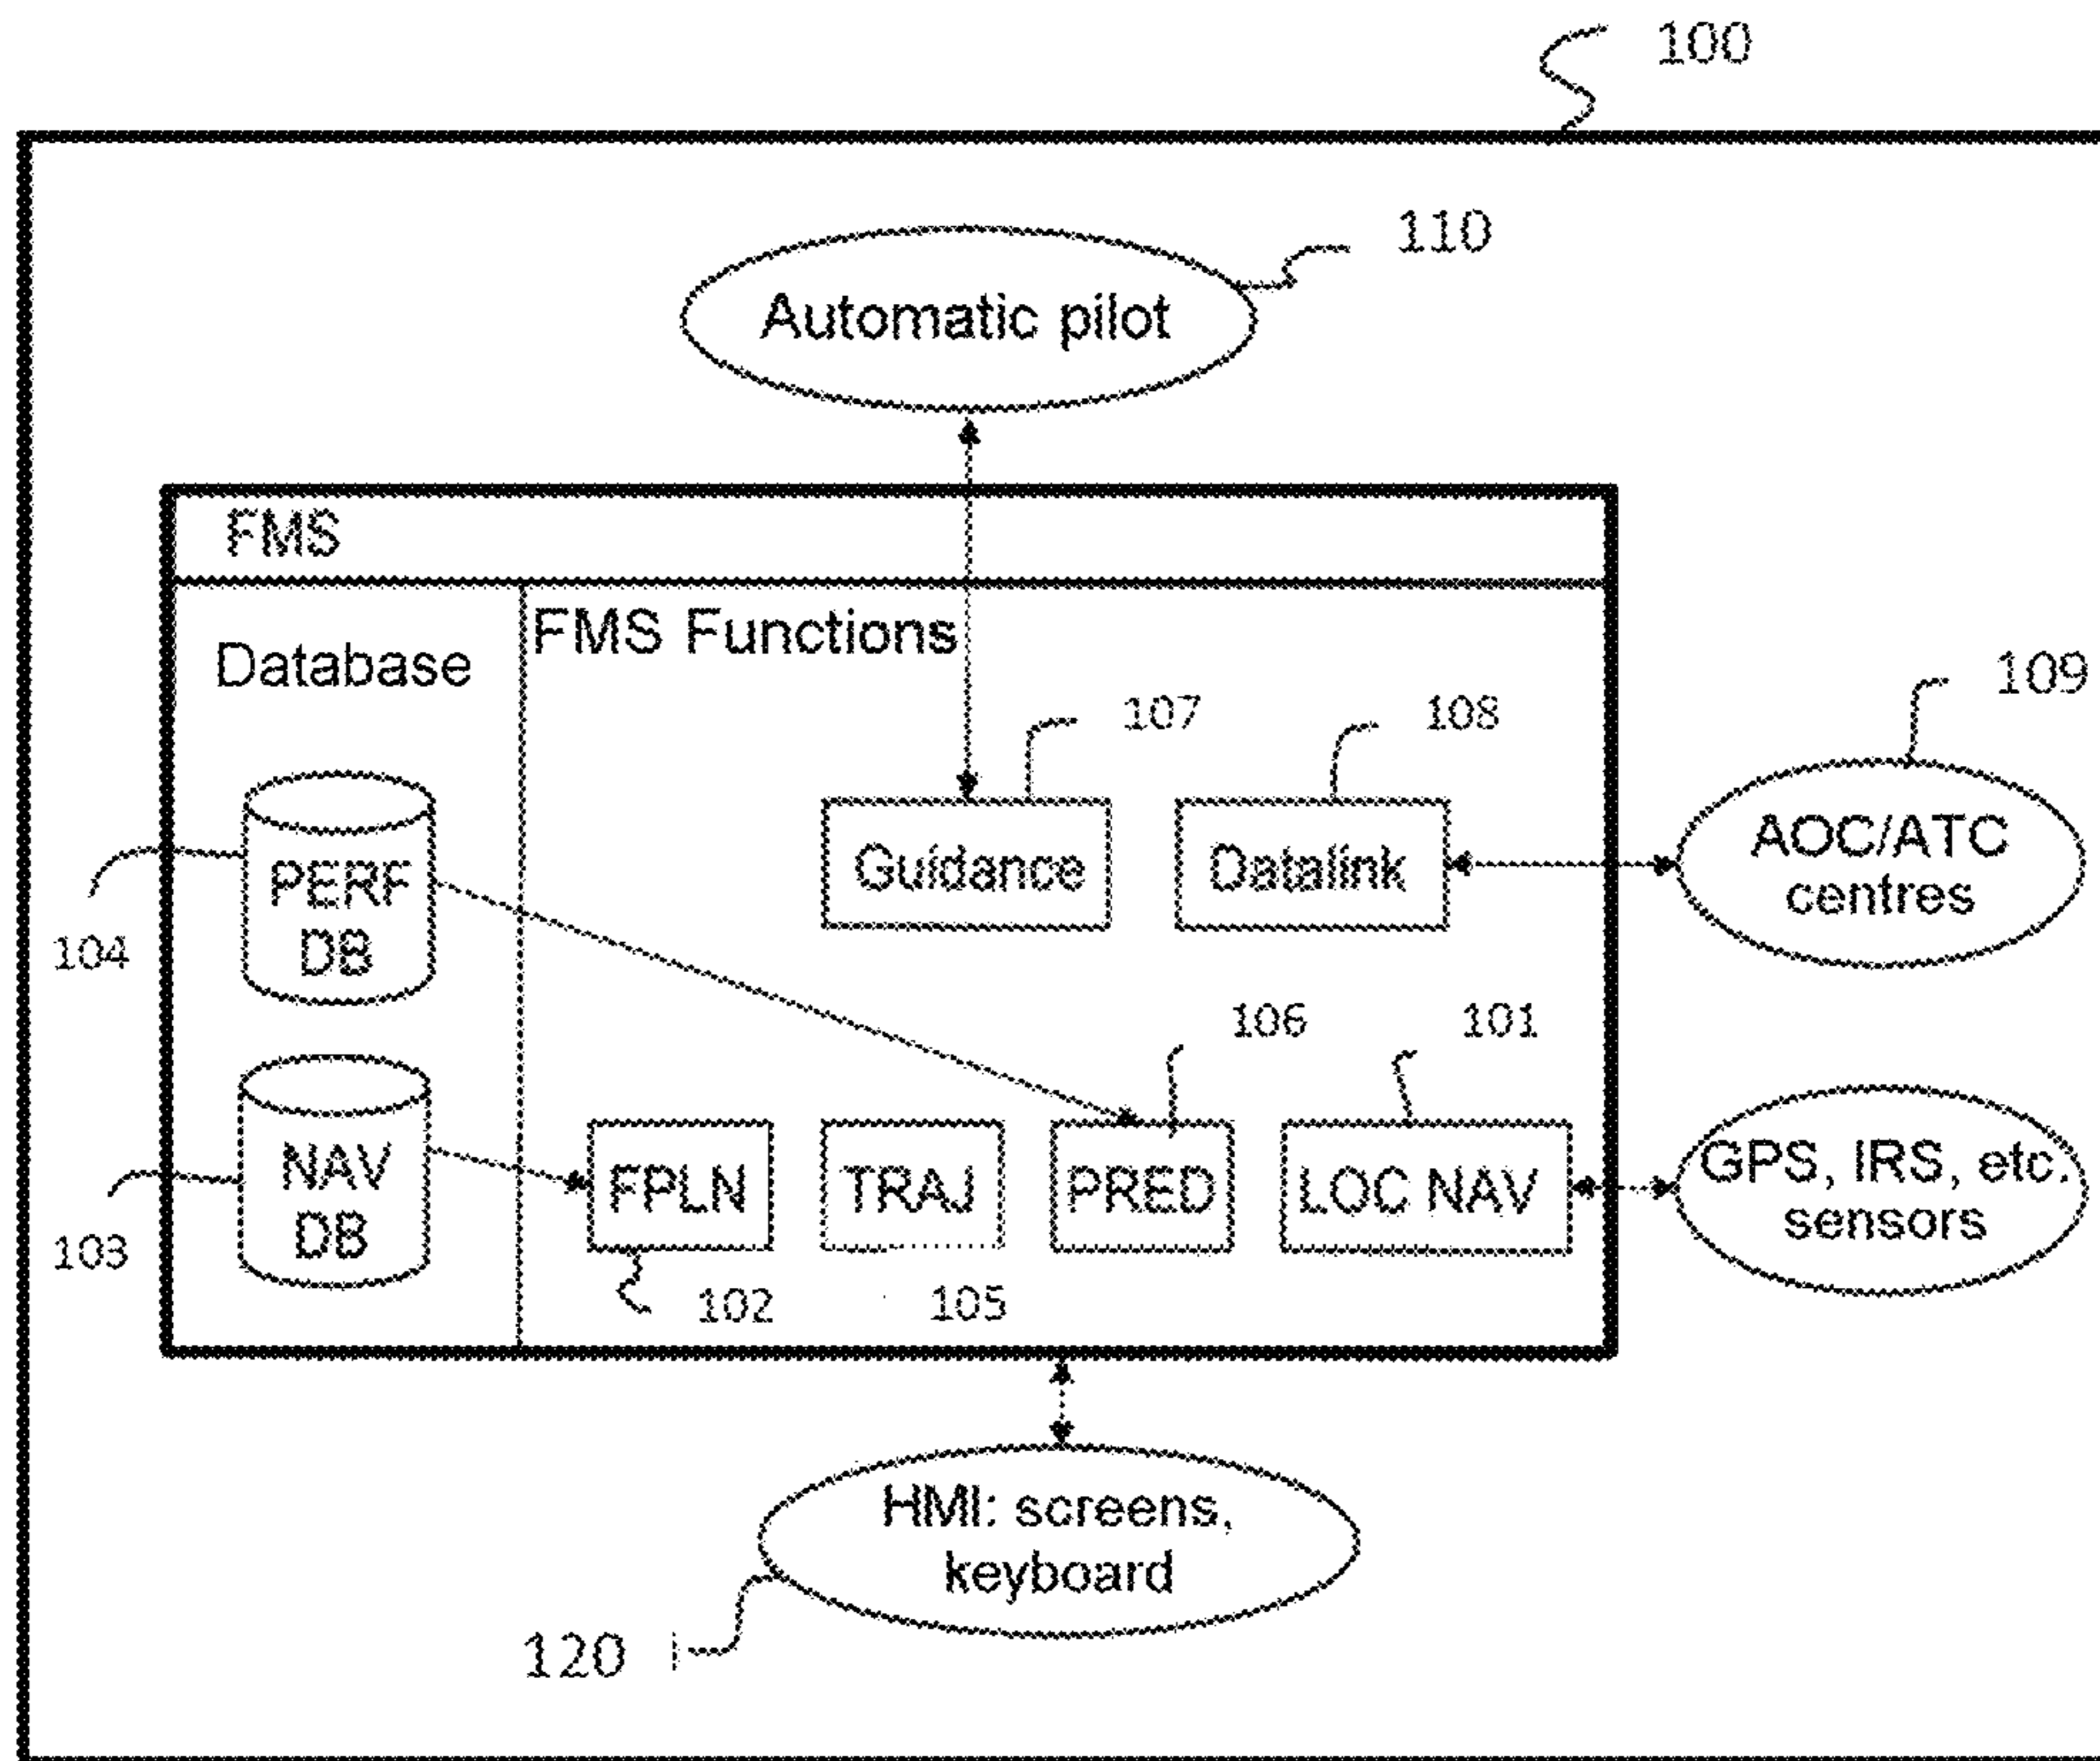 100
110
Automatic pilot
FMS
FMS Functions
Database
109
107
108
AOC/ATC
centres
Guidance
Datalink
PERF
DB
104
106
101
GPS, IRS, etc.
sensors
NAV
DB
FPLN
TRAJ
PRED
LOC NAV
103
102
105
HMI: screens,
keyboard
120